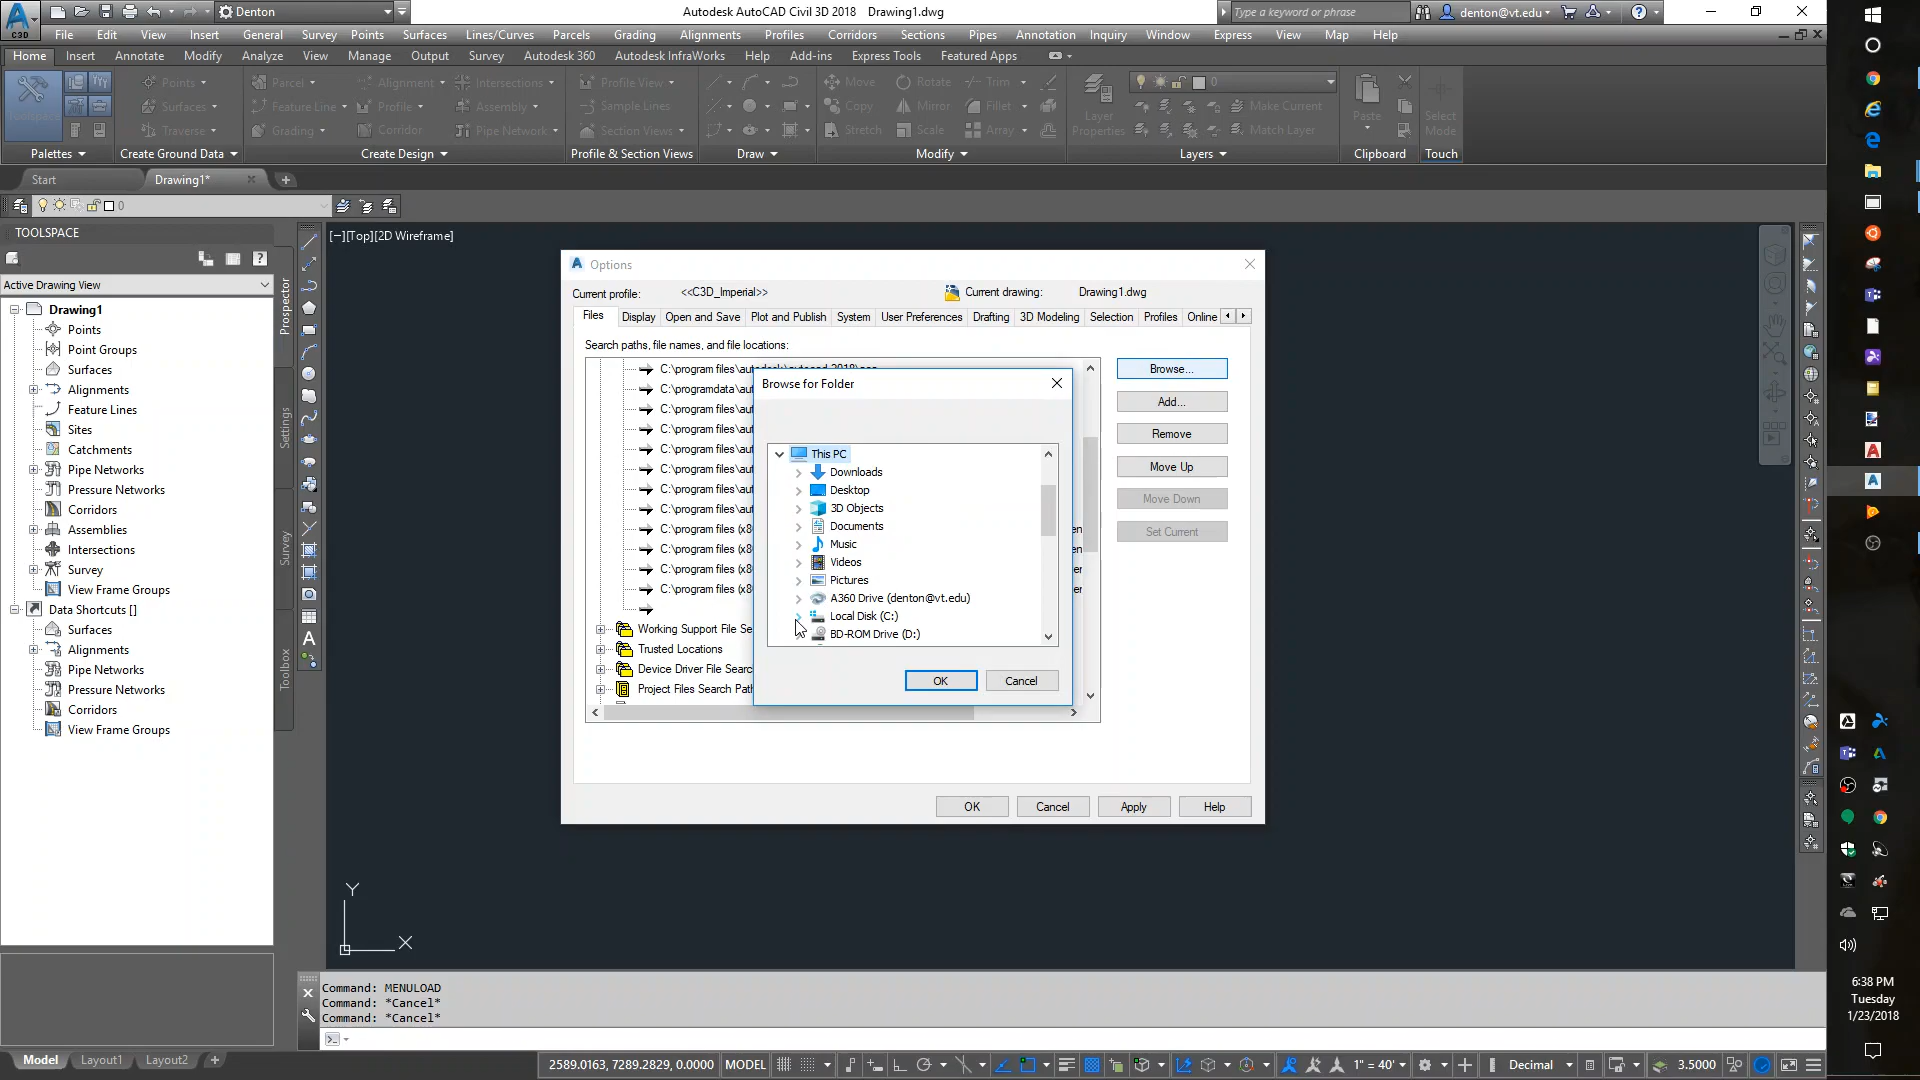 Denton
Autodesk AutoCAD Civil 3D 2018 Drawing1.dwg
Type a keyword or phrase
denton@vt.edu
C3D
File Edit View Insert General Survey Points Surfaces Lines/Curves Parcels Grading Alignments Profiles Corridors Sections Pipes Annotation Inquiry Window Express View Map Help
Home Insert Annotate Modify Analyze View Manage Output Survey Autodesk 360 Autodesk InfraWorks Help Add-ins Express Tools Featured Apps
Points Parcel Alignment Intersections Profile View Move Rotate Trim 0
Surfaces Feature Line Profile Assembly Sample Lines Copy Mirror Fillet Make Current
Toolspace Traverse Grading Corridor Pipe Network Section Views Stretch Scale Array Layer Properties Match Layer Paste Select Mode
Palettes Create Ground Data Create Design Profile & Section Views Draw Modify Layers Clipboard Touch
Start Drawing1*
0
TOOLSPACE
[−][Top][2D Wireframe]
Active Drawing View
Drawing1
Points
Point Groups
Surfaces
Alignments
Feature Lines
Sites
Catchments
Pipe Networks
Pressure Networks
Corridors
Assemblies
Intersections
Survey
View Frame Groups
Data Shortcuts []
Surfaces
Alignments
Pipe Networks
Pressure Networks
Corridors
View Frame Groups
Prospector
Settings
Survey
Toolbox
Options
Current profile: <<C3D_Imperial>> Current drawing: Drawing1.dwg
Files Display Open and Save Plot and Publish System User Preferences Drafting 3D Modeling Selection Profiles Online
Search paths, file names, and file locations:
C:\programdata\au
C:\program files\aut
C:\program files\aut
C:\program files\aut
C:\program files\aut
C:\program files\aut
C:\program files\aut
C:\program files (x8
C:\program files (x8
C:\program files (x8
C:\program files (x8
Working Support File Se
Trusted Locations
Device Driver File Searc
Project Files Search Path
Browse...
Add...
Remove
Move Up
Move Down
Set Current
Browse for Folder
This PC
Downloads
Desktop
3D Objects
Documents
Music
Videos
Pictures
A360 Drive (denton@vt.edu)
Local Disk (C:)
BD-ROM Drive (D:)
OK Cancel
OK Cancel Apply Help
Y
X
Command: MENULOAD
Command: *Cancel*
Command: *Cancel*
Model Layout1 Layout2
2589.0163, 7289.2829, 0.0000 MODEL 1" = 40' Decimal 3.5000
6:38 PM
Tuesday
1/23/2018